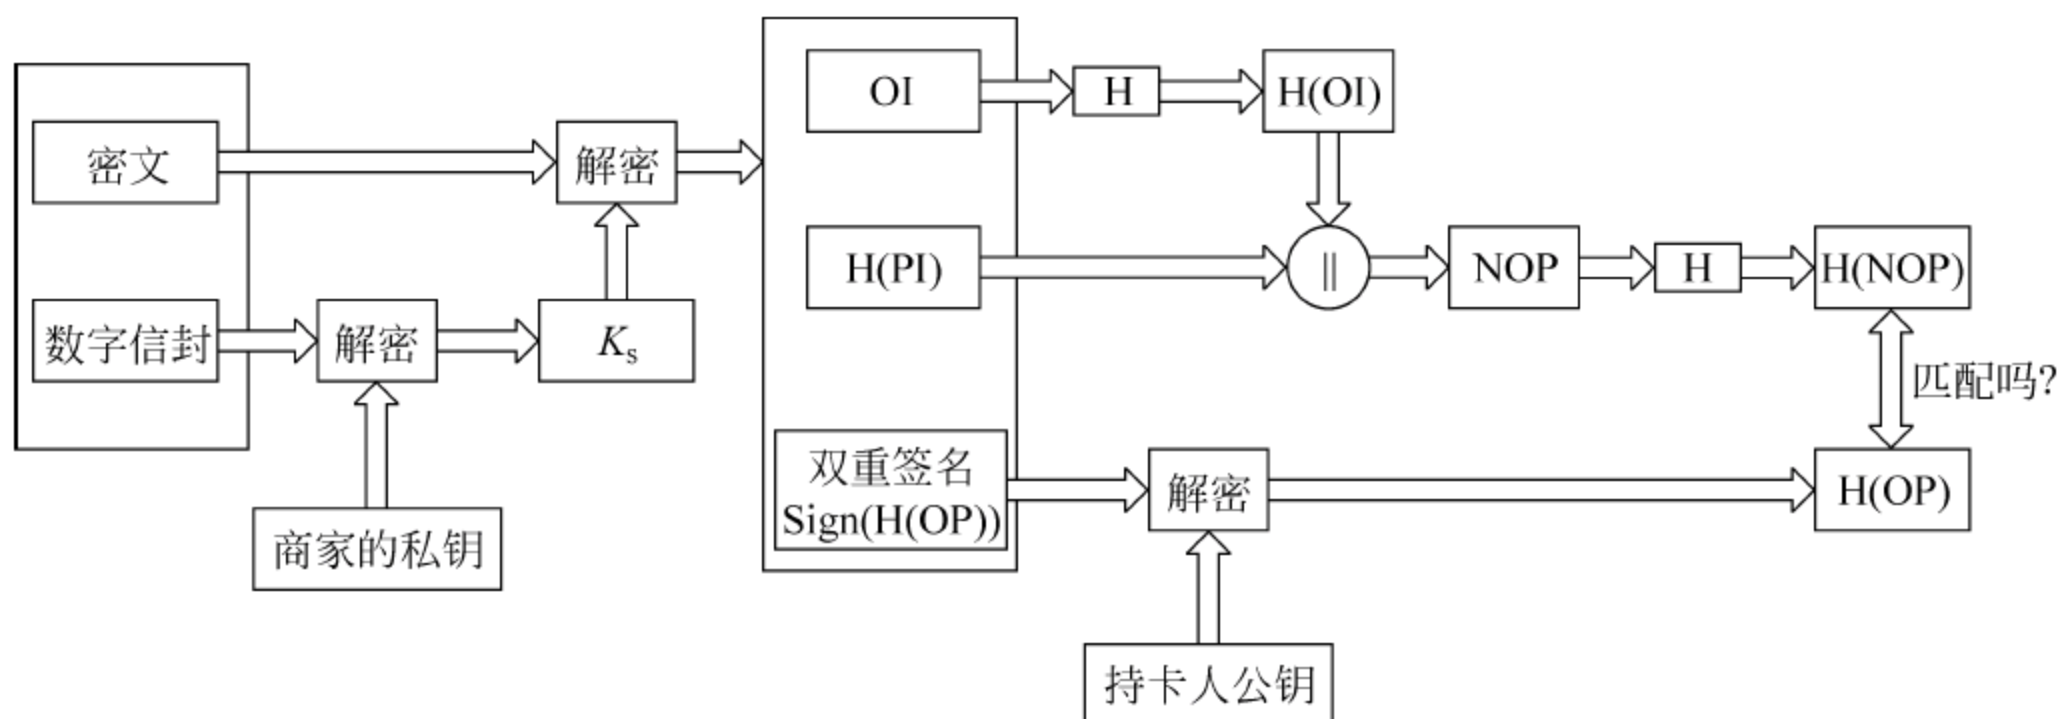 密文
数字信封
解密
商家的私钥
解密
K_s
OI
H(PI)
双重签名
Sign(H(OP))
H
H(OI)
||
NOP
H
H(NOP)
匹配吗?
解密
H(OP)
持卡人公钥